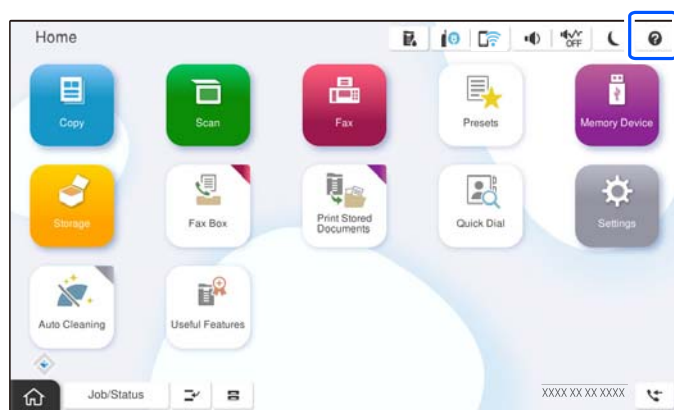 Home
OFF
?
Copy
Scan
Fax
Presets
Memory Device
Storage
Fax Box
Print Stored
Documents
Quick Dial
Settings
Auto Cleaning
Useful Features
Job/Status
XXXX XX XX XXXX